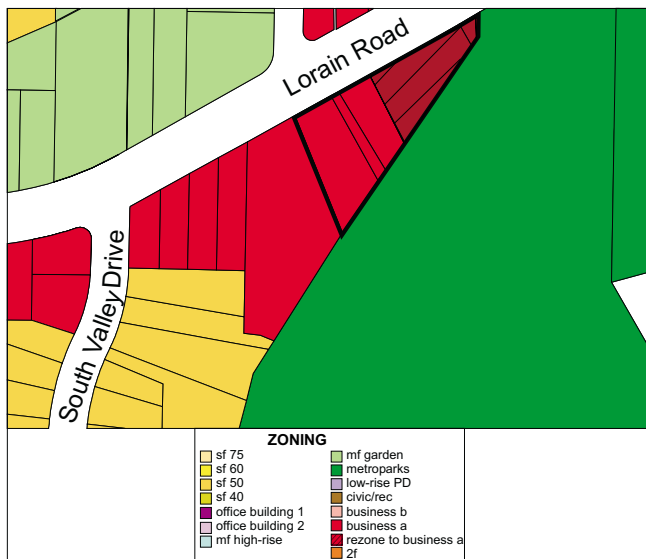 Lorain Road
South Valley Drive
ZONING
sf 75
sf 60
sf 50
sf 40
office building 1
office building 2
mf high-rise
mf garden
metroparks
low-rise PD
civic/rec
business b
business a
rezone to business a
2f